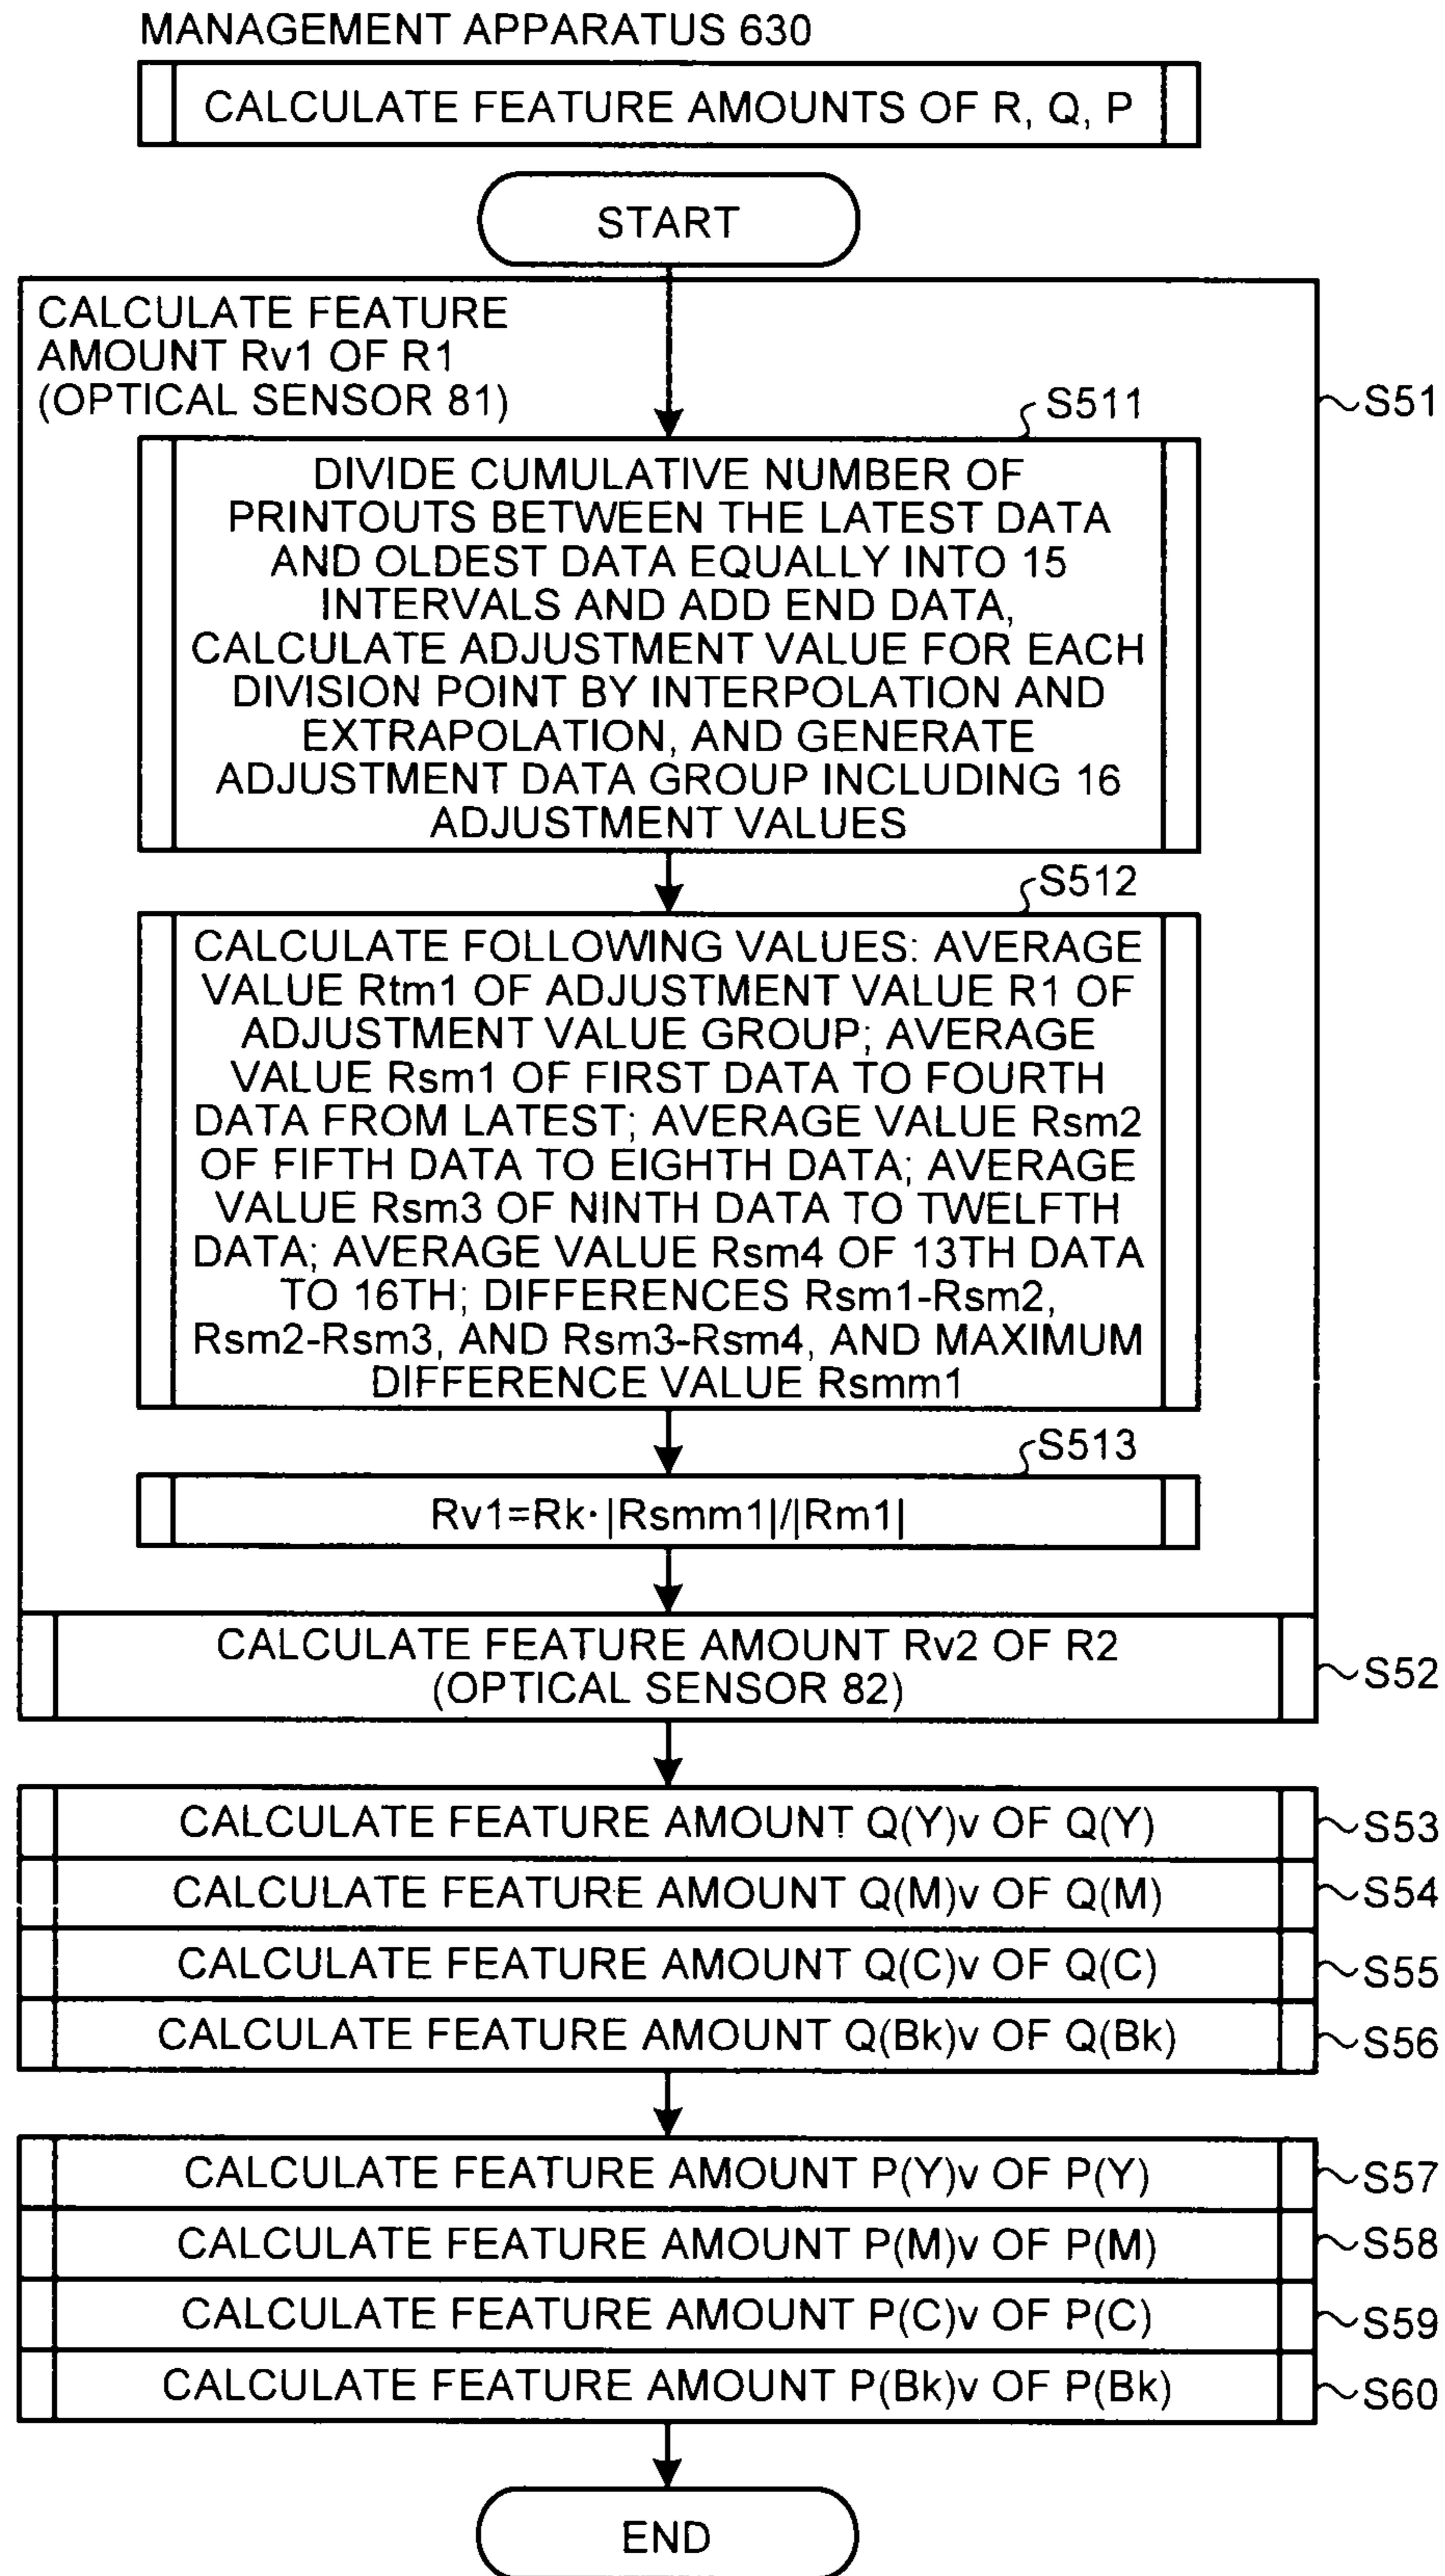 MANAGEMENT APPARATUS 630
CALCULATE FEATURE AMOUNTS OF R, Q, P
START
CALCULATE FEATURE
AMOUNT Rv1 OF R1
(OPTICAL SENSOR 81)
S51
S511
DIVIDE CUMULATIVE NUMBER OF
PRINTOUTS BETWEEN THE LATEST DATA
AND OLDEST DATA EQUALLY INTO 15
INTERVALS AND ADD END DATA,
CALCULATE ADJUSTMENT VALUE FOR EACH
DIVISION POINT BY INTERPOLATION AND
EXTRAPOLATION, AND GENERATE
ADJUSTMENT DATA GROUP INCLUDING 16
ADJUSTMENT VALUES
S512
CALCULATE FOLLOWING VALUES: AVERAGE
VALUE Rtm1 OF ADJUSTMENT VALUE R1 OF
ADJUSTMENT VALUE GROUP; AVERAGE
VALUE Rsm1 OF FIRST DATA TO FOURTH
DATA FROM LATEST; AVERAGE VALUE Rsm2
OF FIFTH DATA TO EIGHTH DATA; AVERAGE
VALUE Rsm3 OF NINTH DATA TO TWELFTH
DATA; AVERAGE VALUE Rsm4 OF 13TH DATA
TO 16TH; DIFFERENCES Rsm1-Rsm2,
Rsm2-Rsm3, AND Rsm3-Rsm4, AND MAXIMUM
DIFFERENCE VALUE Rsmm1
S513
Rv1=Rk·|Rsmm1|/|Rm1|
CALCULATE FEATURE AMOUNT Rv2 OF R2
(OPTICAL SENSOR 82)
S52
CALCULATE FEATURE AMOUNT Q(Y)v OF Q(Y)
S53
CALCULATE FEATURE AMOUNT Q(M)v OF Q(M)
S54
CALCULATE FEATURE AMOUNT Q(C)v OF Q(C)
S55
CALCULATE FEATURE AMOUNT Q(Bk)v OF Q(Bk)
S56
CALCULATE FEATURE AMOUNT P(Y)v OF P(Y)
S57
CALCULATE FEATURE AMOUNT P(M)v OF P(M)
S58
CALCULATE FEATURE AMOUNT P(C)v OF P(C)
S59
CALCULATE FEATURE AMOUNT P(Bk)v OF P(Bk)
S60
END